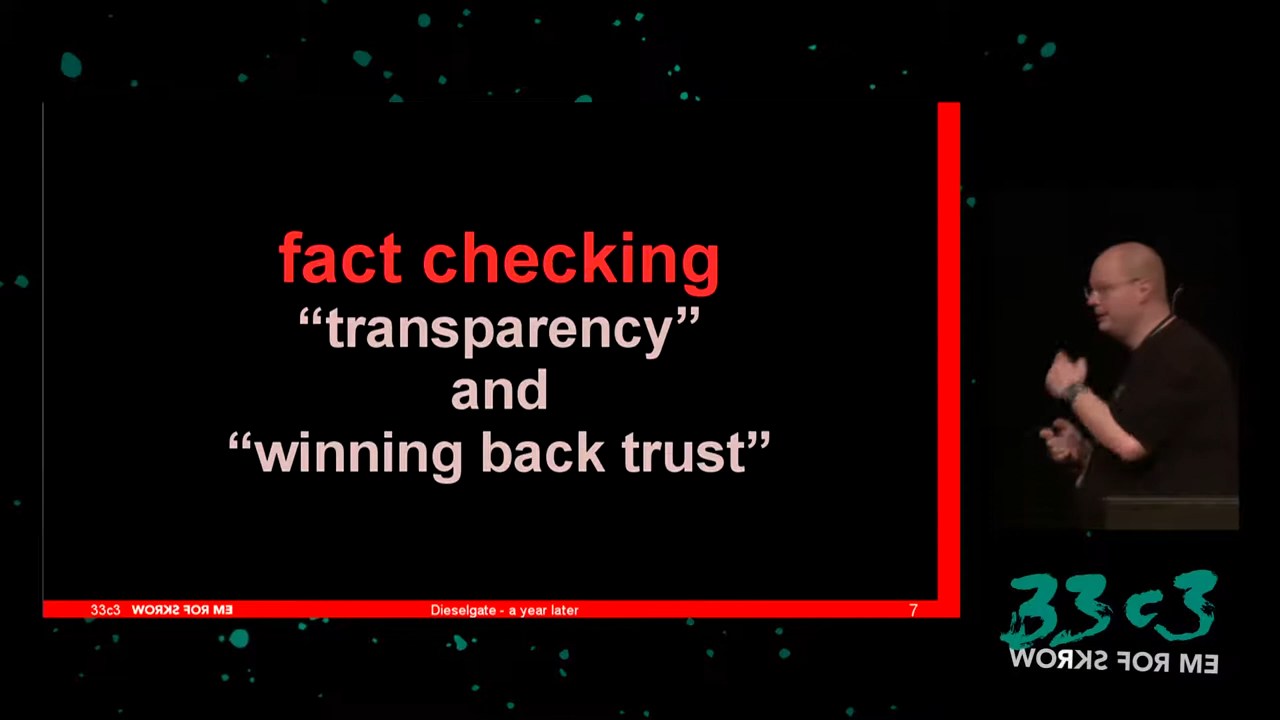 fact checking
“transparency”
and
“winning back trust”
33c3 WORKS FOR ME Dieselgate - a year later 7
33c3
WORKS FOR ME